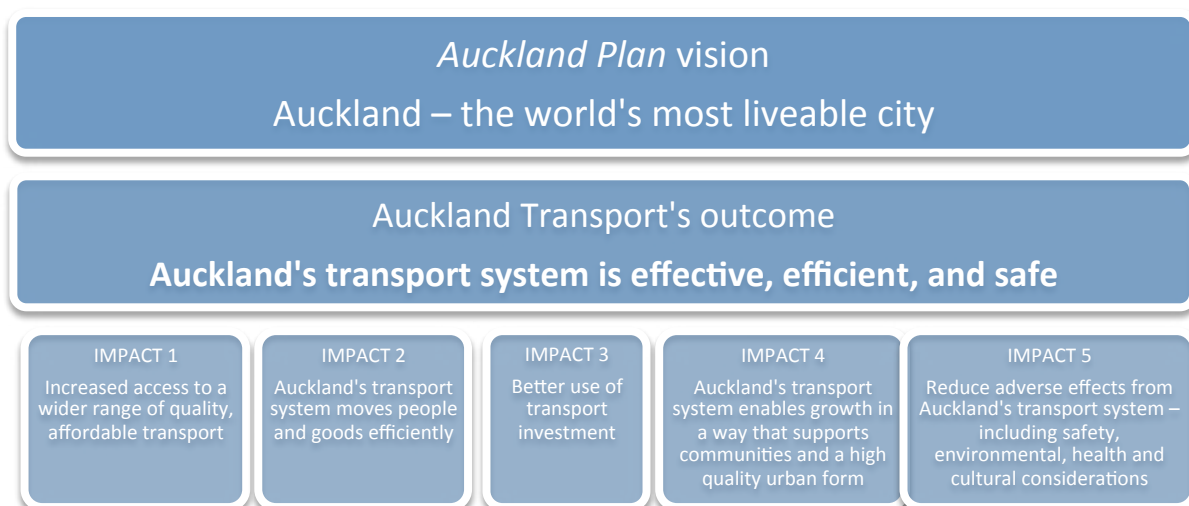 Auckland Plan vision
Auckland – the world's most liveable city
Auckland Transport's outcome
Auckland's transport system is effective, efficient, and safe
IMPACT 1
Increased access to a
wider range of quality,
affordable transport
IMPACT 2
Auckland's transport
system moves people
and goods efficiently
IMPACT 3
Better use of
transport
investment
IMPACT 4
Auckland's transport
system enables growth in
a way that supports
communities and a high
quality urban form
IMPACT 5
Reduce adverse effects from
Auckland's transport system –
including safety,
environmental, health and
cultural considerations